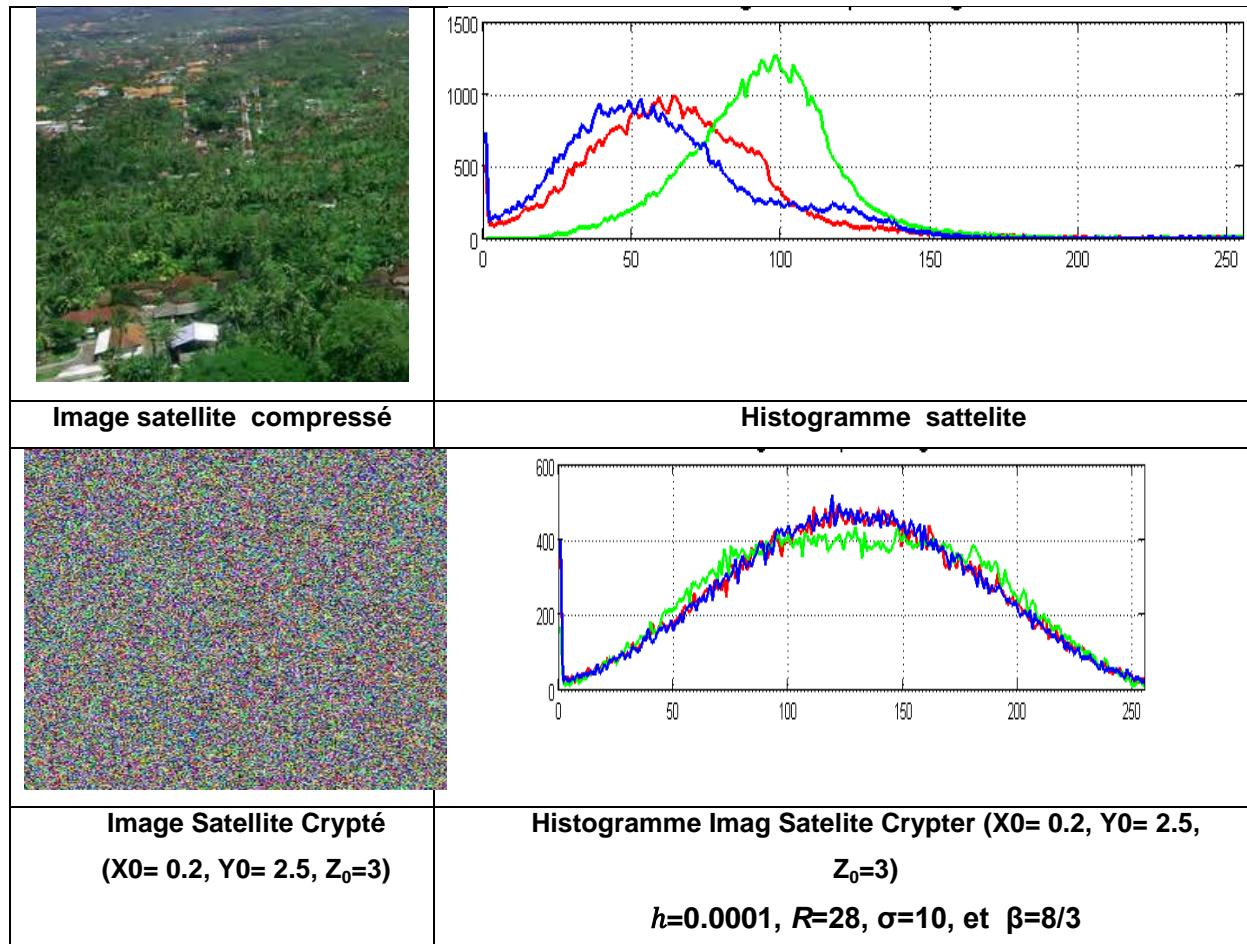 1500
1000
500
0
0 50 100 150 200 250
Image satellite compressé
Histogramme sattelite
600
400
200
0
0 50 100 150 200 250
Image Satellite Crypté
(X0= 0.2, Y0= 2.5, Z₀=3)
Histogramme Imag Satelite Crypter (X0= 0.2, Y0= 2.5,
Z₀=3)
h=0.0001, R=28, σ=10, et β=8/3